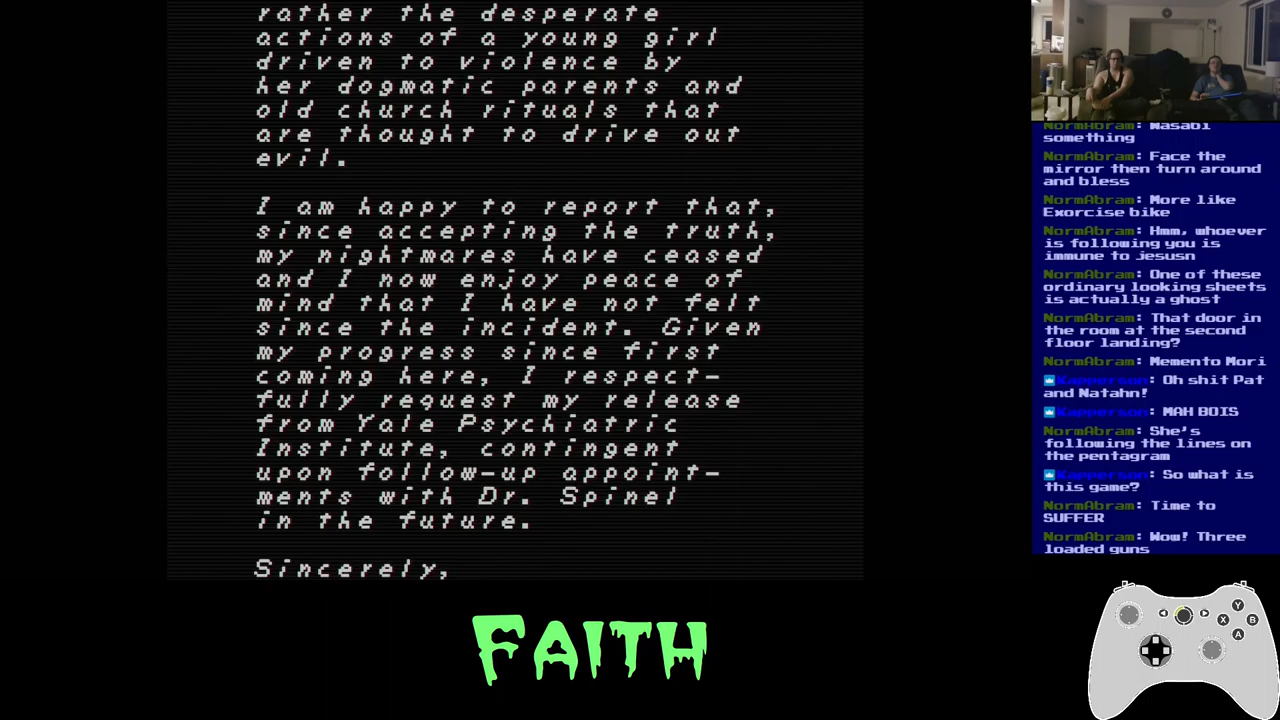 rather the desperate
actions of a young girl
driven to violence by
her dogmatic parents and
old church rituals that
are thought to drive out
evil.
I am happy to report that,
since accepting the truth,
my nightmares have ceased
and I now enjoy peace of
mind that I have not felt
since the incident. Given
my progress since first
coming here, I respect-
fully request my release
from Yale Psychiatric
Institute, contingent
upon follow-up appoint-
ments with Dr. Spinel
in the future.
Sincerely,
FAITH
NormAbram: Wasabi
something
NormAbram: Face the
mirror then turn around
and bless
NormAbram: More like
Exorcise bike
NormAbram: Hmm, whoever
is following you is
immune to jesusn
NormAbram: One of these
ordinary looking sheets
is actually a ghost
NormAbram: That door in
the room at the second
floor landing?
NormAbram: Memento Mori
Kapperson: Oh shit Pat
and Natahn!
Kapperson: MAH BOIS
NormAbram: She's
following the lines on
the pentagram
Kapperson: So what is
this game?
NormAbram: Time to
SUFFER
NormAbram: Wow! Three
loaded guns
Y
X
B
A